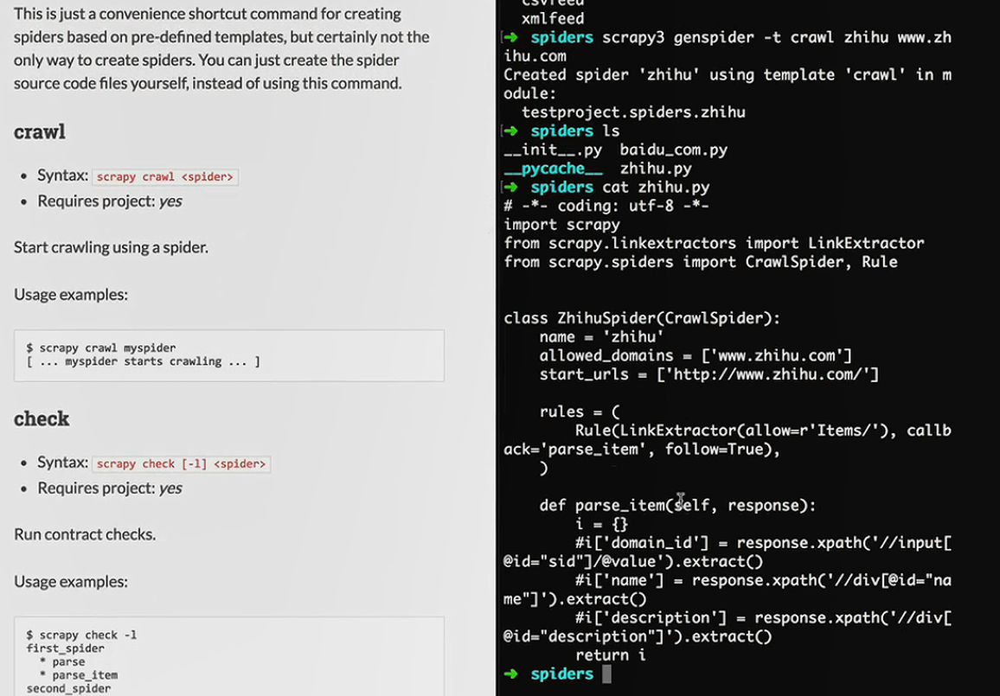 This is just a convenience shortcut command for creating
spiders based on pre-defined templates, but certainly not the
only way to create spiders. You can just create the spider
source code files yourself, instead of using this command.
crawl
• Syntax: scrapy crawl <spider>
• Requires project: yes
Start crawling using a spider.
Usage examples:
$ scrapy crawl myspider
[ ... myspider starts crawling ... ]
check
• Syntax: scrapy check [-l] <spider>
• Requires project: yes
Run contract checks.
Usage examples:
$ scrapy check -l
first_spider
  * parse
  * parse_item
second_spider
csvfeed
  xmlfeed
[➜  spiders scrapy3 genspider -t crawl zhihu www.zh
ihu.com
Created spider 'zhihu' using template 'crawl' in m
odule:
  testproject.spiders.zhihu
[➜  spiders ls
__init__.py  baidu_com.py
__pycache__  zhihu.py
[➜  spiders cat zhihu.py
# -*- coding: utf-8 -*-
import scrapy
from scrapy.linkextractors import LinkExtractor
from scrapy.spiders import CrawlSpider, Rule
class ZhihuSpider(CrawlSpider):
    name = 'zhihu'
    allowed_domains = ['www.zhihu.com']
    start_urls = ['http://www.zhihu.com/']
    rules = (
        Rule(LinkExtractor(allow=r'Items/'), callb
ack='parse_item', follow=True),
    )
    def parse_item(self, response):
        i = {}
        #i['domain_id'] = response.xpath('//input[
@id="sid"]/@value').extract()
        #i['name'] = response.xpath('//div[@id="na
me"]').extract()
        #i['description'] = response.xpath('//div[
@id="description"]').extract()
        return i
➜  spiders